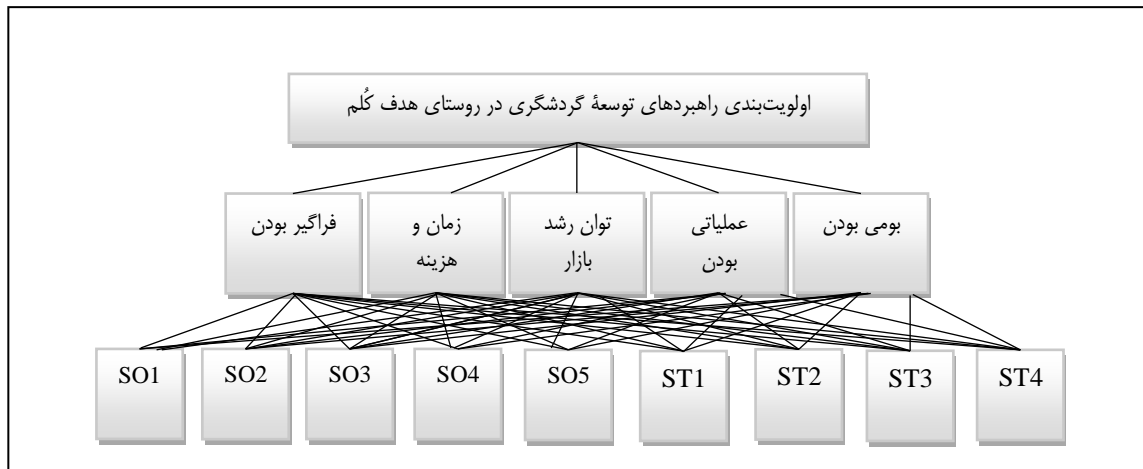 اولویت‌بندی راهبردهای توسعهٔ گردشگری در روستای هدف کُلم
بومی بودن
عملیاتی
بودن
توان رشد
بازار
زمان و
هزینه
فراگیر بودن
SO1
SO2
SO3
SO4
SO5
ST1
ST2
ST3
ST4